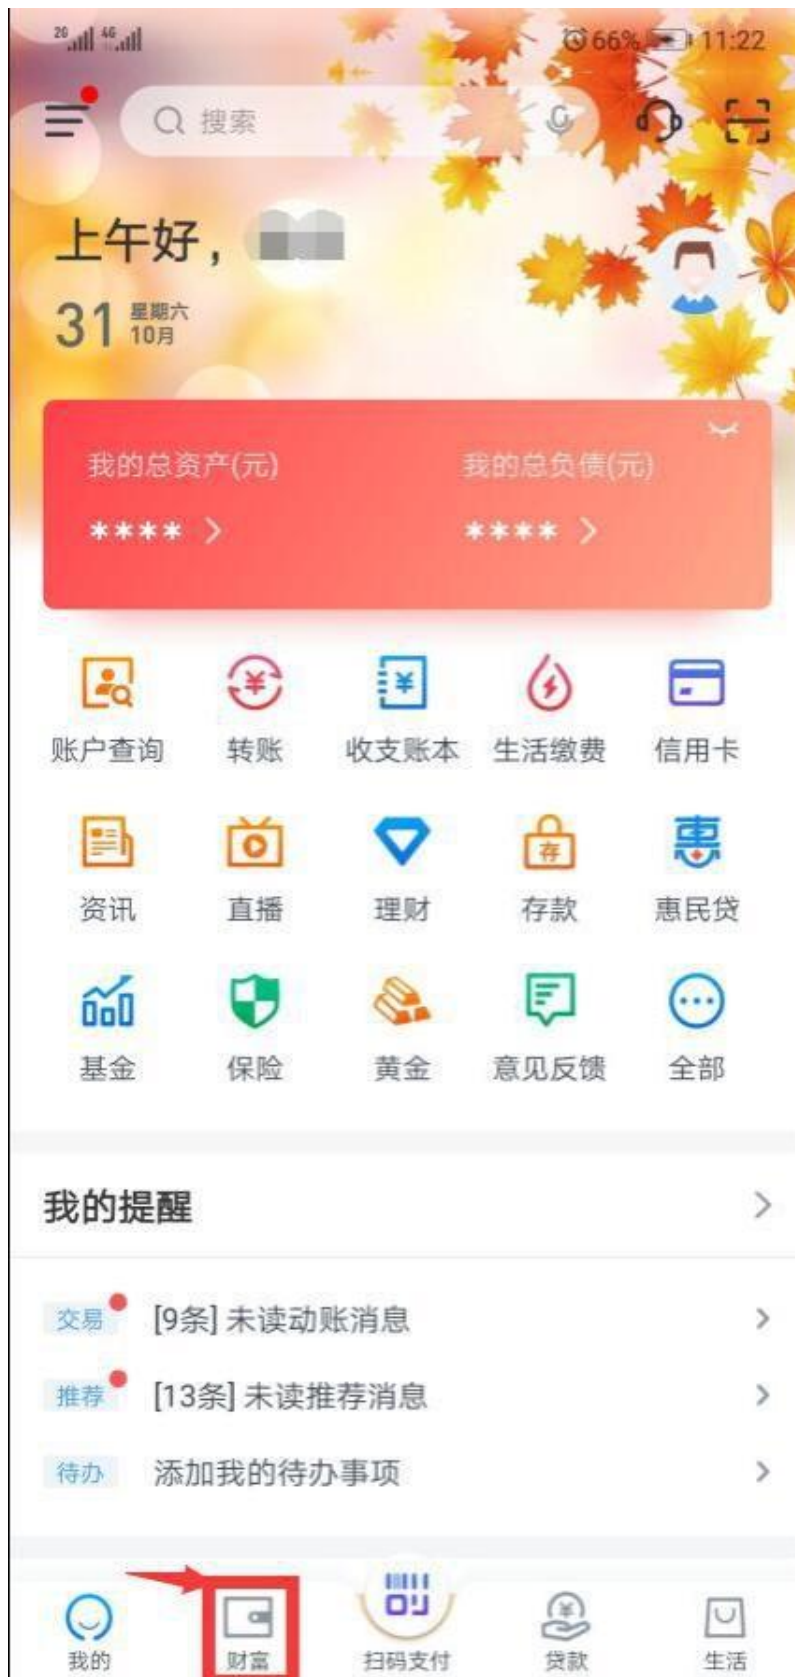 2G 4G 66% 11:22
搜索
上午好，
31 星期六
10月
我的总资产(元) 我的总负债(元)
**** ****
账户查询 转账 收支账本 生活缴费 信用卡
存 惠
资讯 直播 理财 存款 惠民贷
基金 保险 黄金 意见反馈 全部
我的提醒
交易 [9条] 未读动账消息
推荐 [13条] 未读推荐消息
待办 添加我的待办事项
我的 财富 扫码支付 贷款 生活